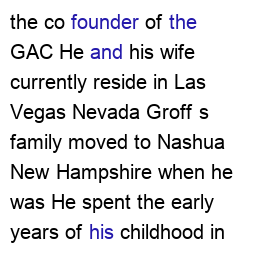 the co founder of the
GAC He and his wife
currently reside in Las
Vegas Nevada Groff s
family moved to Nashua
New Hampshire when he
was He spent the early
years of his childhood in